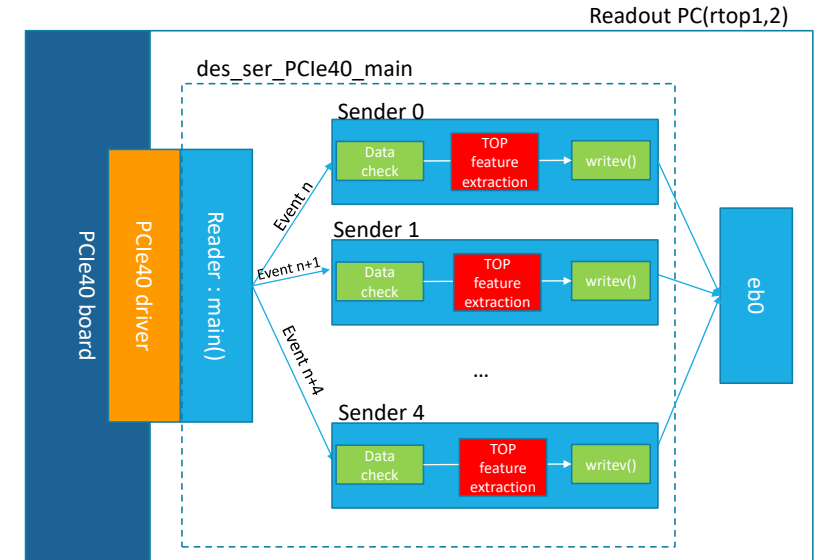 Readout PC(rtop1,2)
des_ser_PCIe40_main
PCIe40 board
PCIe40 driver
Reader : main()
Event n
Event n+1
Event n+4
Sender 0
Data
check
TOP
feature
extraction
writev()
Sender 1
Data
check
TOP
feature
extraction
writev()
...
Sender 4
Data
check
TOP
feature
extraction
writev()
eb0